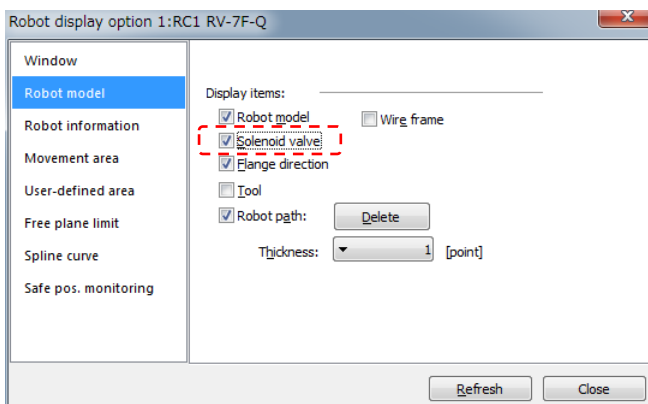 Robot display option 1:RC1 RV-7F-Q
x
Window
Robot model
Robot information
Movement area
User-defined area
Free plane limit
Spline curve
Safe pos. monitoring
Display items:
Robot model
Wire frame
Solenoid valve
Flange direction
Tool
Robot path:
Delete
Thickness:
1
[point]
Refresh
Close